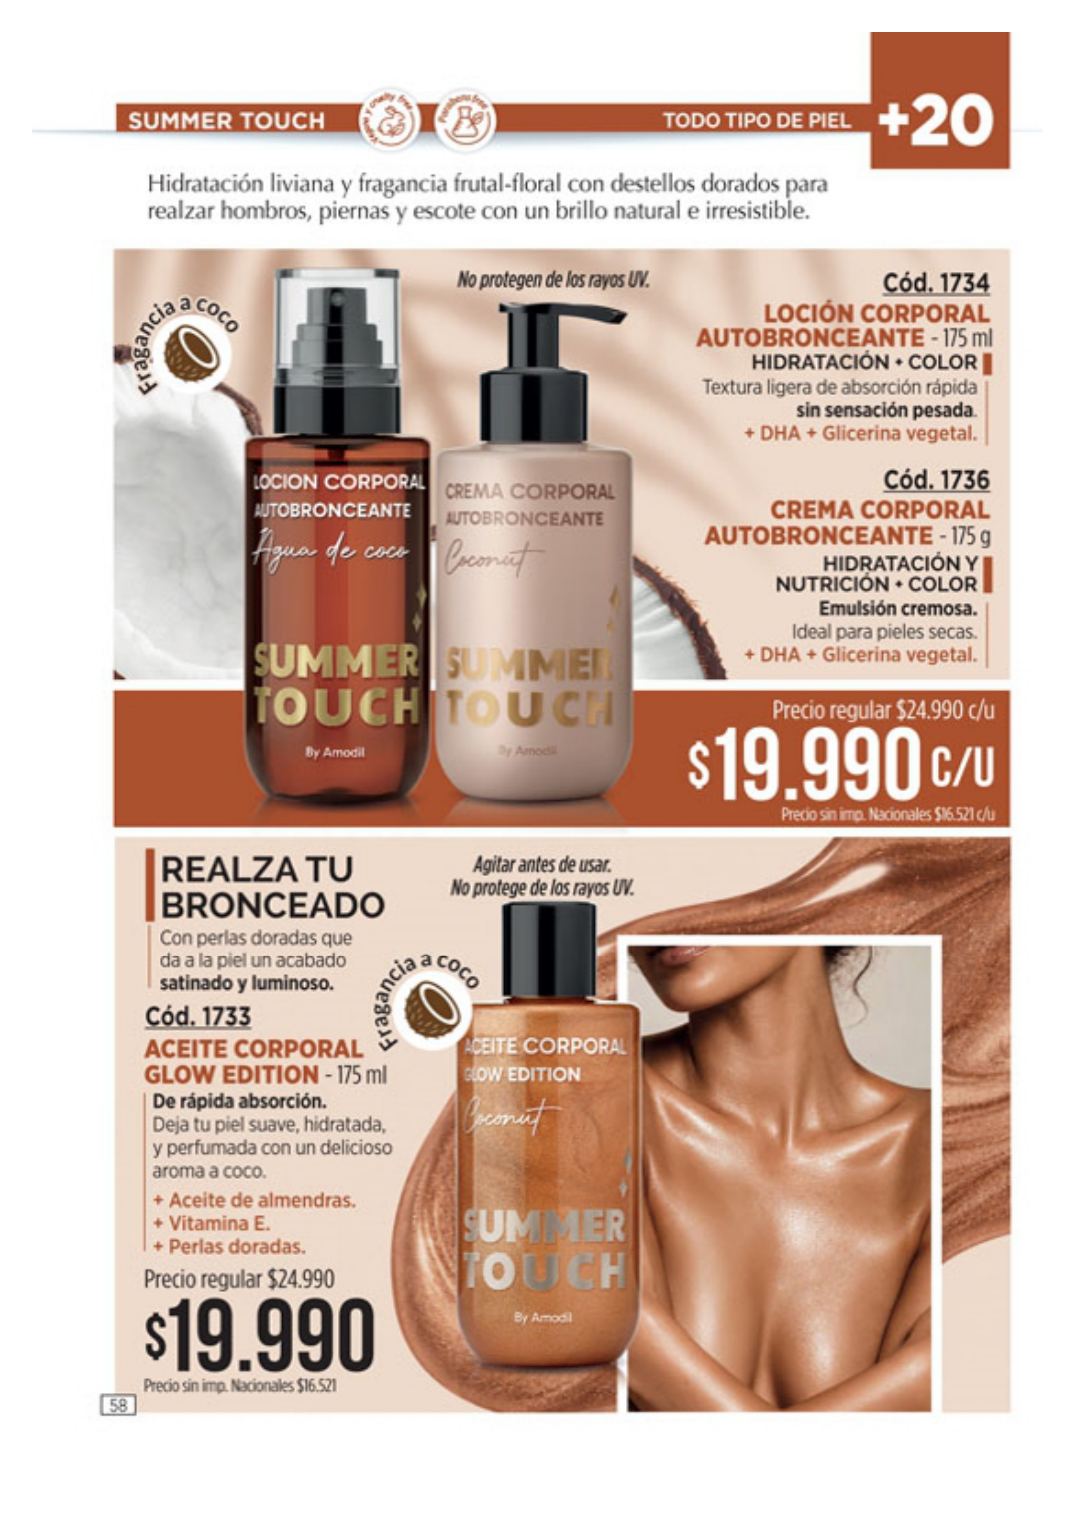 SUMMER TOUCH
Vegan y cruelty free
Parabens free
TODO TIPO DE PIEL
+20
Hidratación liviana y fragancia frutal-floral con destellos dorados para
realzar hombros, piernas y escote con un brillo natural e irresistible.
Fragancia a coco
No protegen de los rayos UV.
Cód. 1734
LOCIÓN CORPORAL
AUTOBRONCEANTE - 175 ml
HIDRATACIÓN + COLOR
Textura ligera de absorción rápida
sin sensación pesada.
+ DHA + Glicerina vegetal.
Cód. 1736
CREMA CORPORAL
AUTOBRONCEANTE - 175 g
HIDRATACIÓN Y
NUTRICIÓN + COLOR
Emulsión cremosa.
Ideal para pieles secas.
+ DHA + Glicerina vegetal.
LOCION CORPORAL
AUTOBRONCEANTE
Agua de coco
SUMMER
TOUCH
By Amodil
CREMA CORPORAL
AUTOBRONCEANTE
Coconut
SUMMER
TOUCH
By Amodil
Precio regular $24.990 c/u
$19.990 C/U
Precio sin imp. Nacionales $16.521 c/u
REALZA TU
BRONCEADO
Con perlas doradas que
da a la piel un acabado
satinado y luminoso.
Agitar antes de usar.
No protege de los rayos UV.
Fragancia a coco
Cód. 1733
ACEITE CORPORAL
GLOW EDITION - 175 ml
De rápida absorción.
Deja tu piel suave, hidratada,
y perfumada con un delicioso
aroma a coco.
+ Aceite de almendras.
+ Vitamina E.
+ Perlas doradas.
Precio regular $24.990
$19.990
Precio sin imp. Nacionales $16.521
ACEITE CORPORAL
GLOW EDITION
Coconut
SUMMER
TOUCH
By Amodil
58